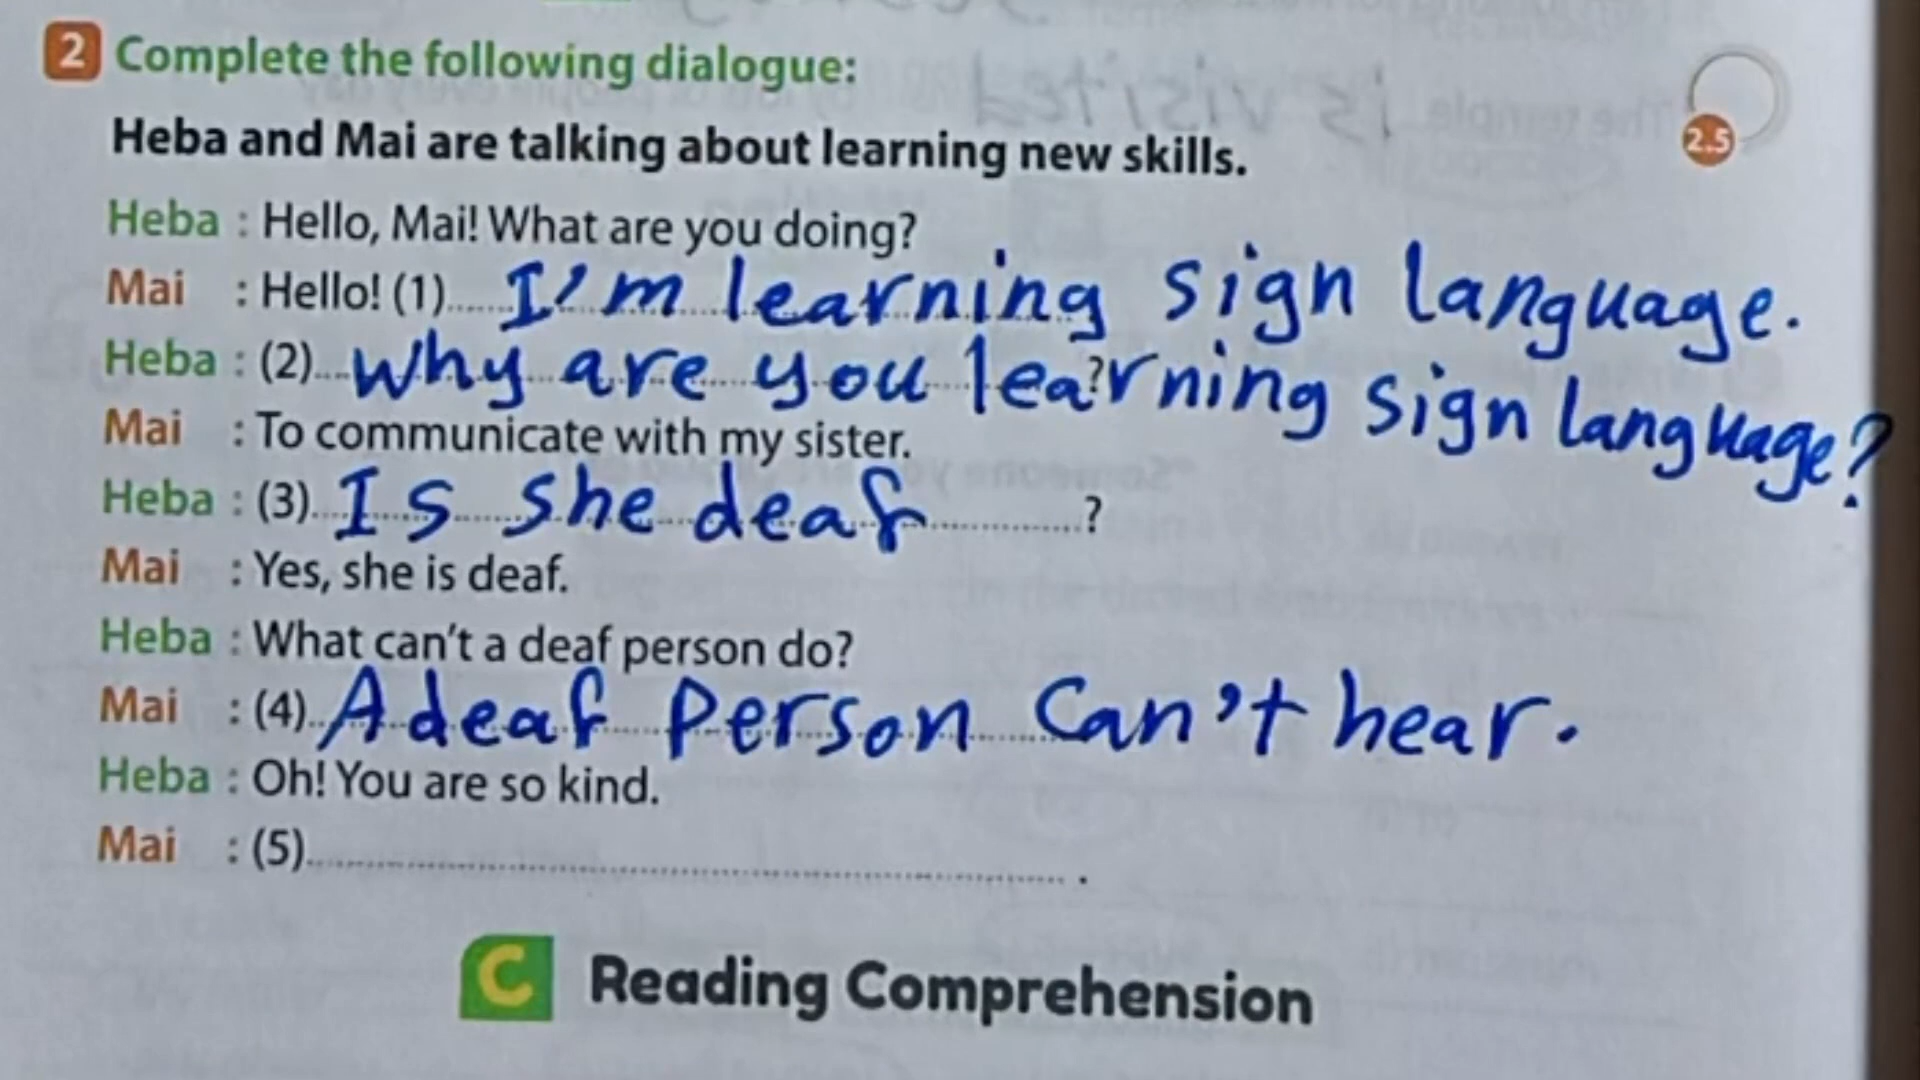 2 Complete the following dialogue:
2.5
Heba and Mai are talking about learning new skills.
Heba : Hello, Mai! What are you doing?
Mai : Hello! (1) I'm learning sign language.
Heba : (2) Why are you learning sign language? ?
Mai : To communicate with my sister.
Heba : (3) Is she deaf ?
Mai : Yes, she is deaf.
Heba : What can't a deaf person do?
Mai : (4) A deaf Person Can't hear.
Heba : Oh! You are so kind.
Mai : (5) .
C Reading Comprehension